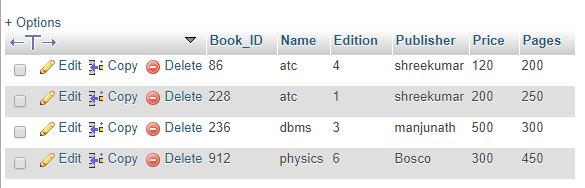 + Options
Book_ID Name Edition Publisher Price Pages
Edit Copy Delete 86 atc 4 shreekumar 120 200
Edit Copy Delete 228 atc 1 shreekumar 200 250
Edit Copy Delete 236 dbms 3 manjunath 500 300
Edit Copy Delete 912 physics 6 Bosco 300 450